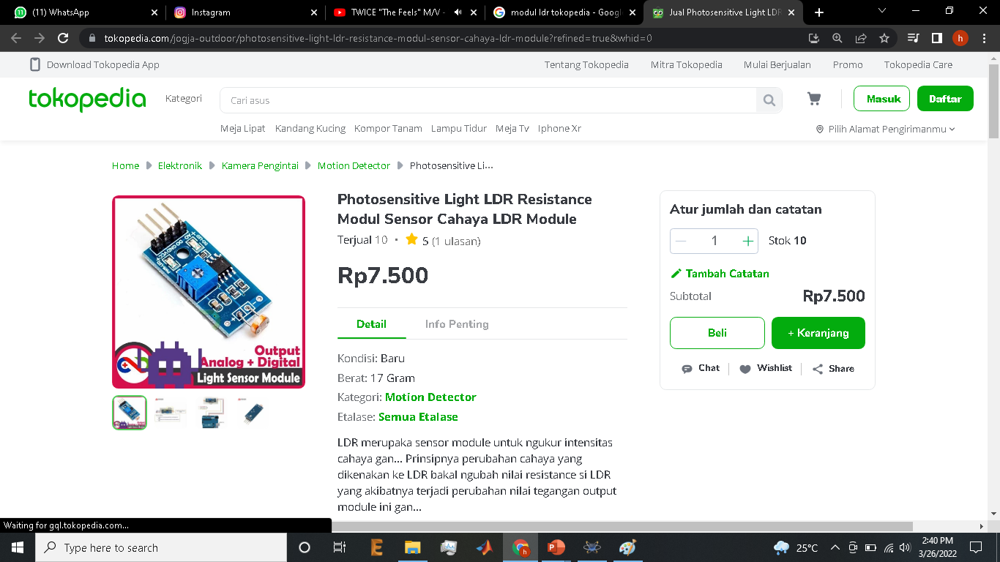 (11) WhatsApp
Instagram
TWICE "The Feels" M/V -
modul ldr tokopedia - Google
Jual Photosensitive Light LDR
tokopedia.com/jogja-outdoor/photosensitive-light-ldr-resistance-modul-sensor-cahaya-ldr-module?refined=true&whid=0
h
Download Tokopedia App
Tentang Tokopedia
Mitra Tokopedia
Mulai Berjualan
Promo
Tokopedia Care
tokopedia
Kategori
Cari asus
Masuk
Daftar
Meja Lipat
Kandang Kucing
Kompor Tanam
Lampu Tidur
Meja Tv
Iphone Xr
Pilih Alamat Pengirimanmu
Home
Elektronik
Kamera Pengintai
Motion Detector
Photosensitive Li...
Output
Analog + Digital
Light Sensor Module
Photosensitive Light LDR Resistance
Modul Sensor Cahaya LDR Module
Terjual 10 • 5 (1 ulasan)
Rp7.500
Detail
Info Penting
Kondisi: Baru
Berat: 17 Gram
Kategori: Motion Detector
Etalase: Semua Etalase
LDR merupaka sensor module untuk ngukur intensitas
cahaya gan... Prinsipnya perubahan cahaya yang
dikenakan ke LDR bakal ngubah nilai resistance si LDR
yang akibatnya terjadi perubahan nilai tegangan output
module ini gan...
Atur jumlah dan catatan
1
Stok 10
Tambah Catatan
Subtotal
Rp7.500
Beli
+ Keranjang
Chat
Wishlist
Share
Waiting for gql.tokopedia.com...
Type here to search
25°C
2:40 PM
3/26/2022